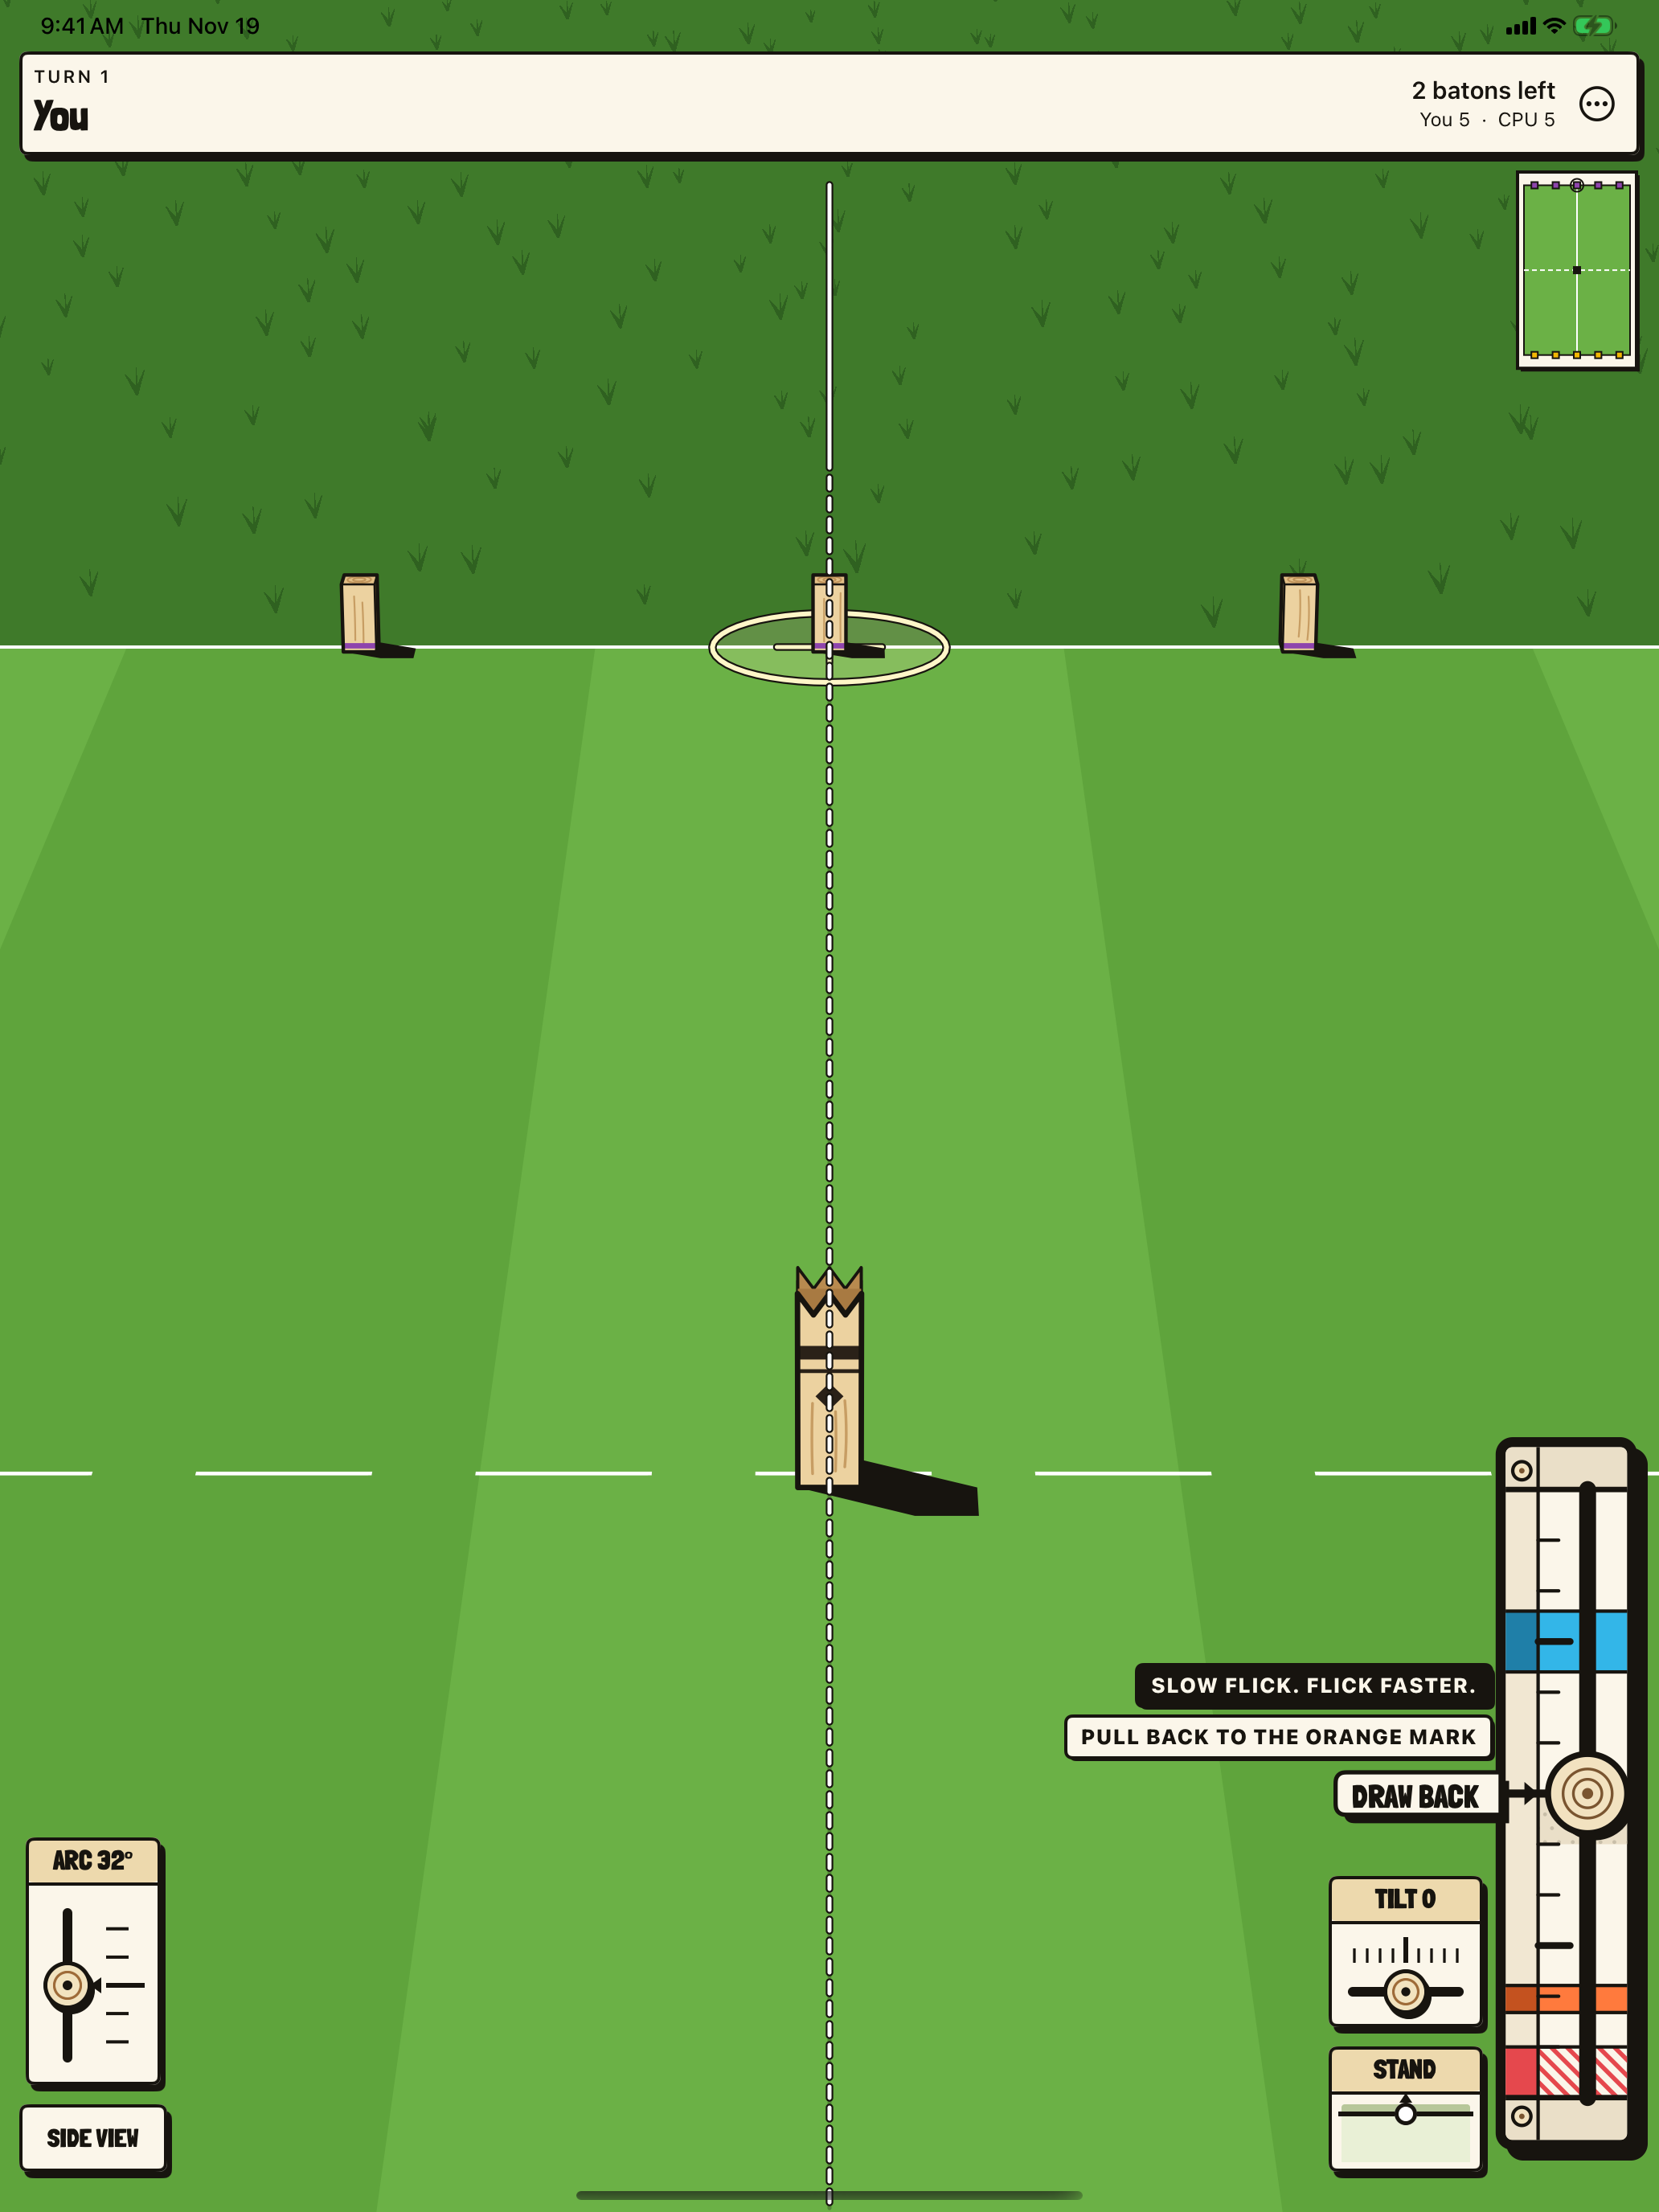 9:41 AM Thu Nov 19
TURN 1
You
2 batons left
You 5 · CPU 5
SLOW FLICK. FLICK FASTER.
PULL BACK TO THE ORANGE MARK
DRAW BACK
ARC 32°
TILT 0
STAND
SIDE VIEW